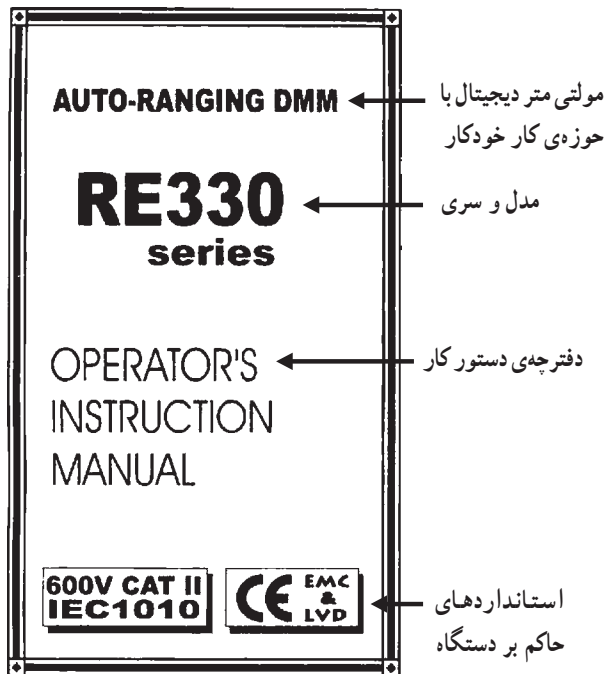 AUTO-RANGING DMM
مولتی متر دیجیتال با
حوزه‌ی کار خودکار
RE330
series
مدل و سری
OPERATOR'S
INSTRUCTION
MANUAL
دفترچه‌ی دستور کار
600V CAT II
IEC1010
CE EMC
&
LVD
استانداردهای
حاکم بر دستگاه